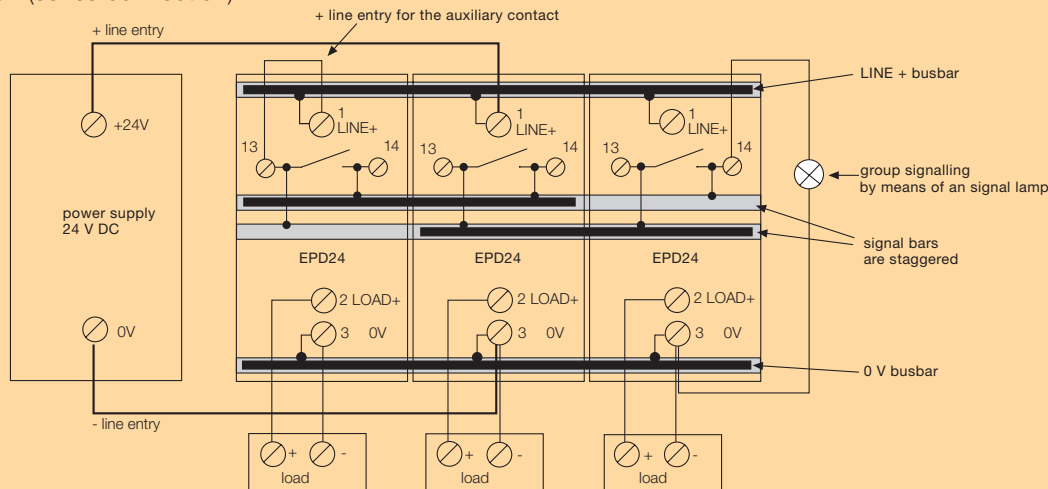 + line entry for the auxiliary contact
+ line entry
LINE + busbar
+24V
1
LINE+
1
LINE+
1
LINE+
13
14
13
14
13
14
group signalling
by means of an signal lamp
power supply
24 V DC
signal bars
are staggered
EPD24
EPD24
EPD24
2 LOAD+
2 LOAD+
2 LOAD+
0V
3 0V
3 0V
3 0V
0 V busbar
- line entry
+ -
+ -
+ -
load
load
load